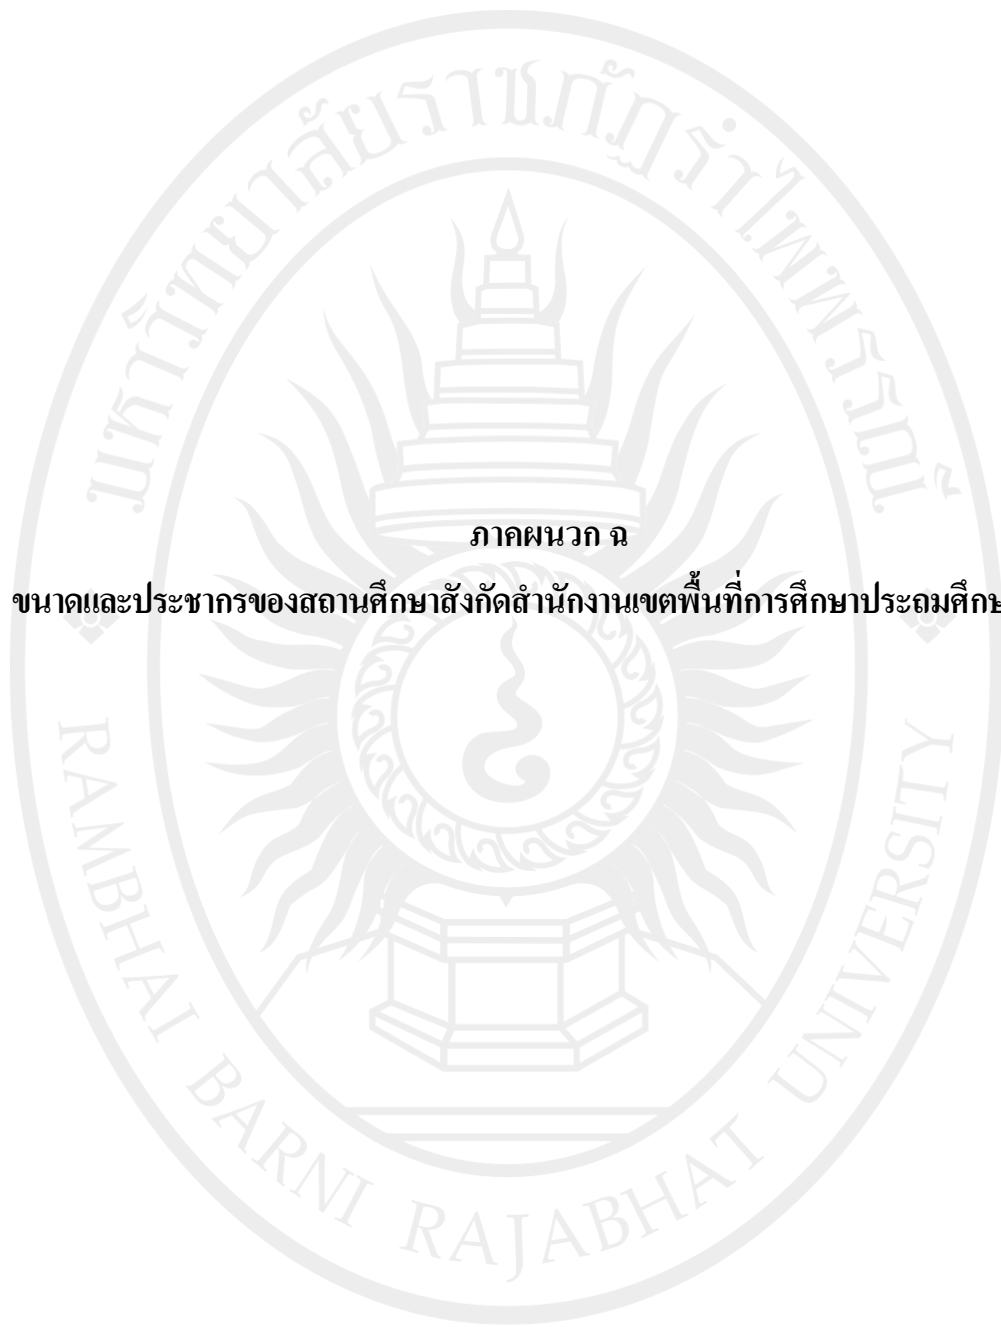 มหาวิทยาลัยราชภัฏรำไพพรรณี
ภาคผนวก ฉ
ขนาดและประชากรของสถานศึกษาสังกัดสำนักงานเขตพื้นที่การศึกษาประถมศึกษ
RAMBHAI BARNI RAJABHAT UNIVERSITY